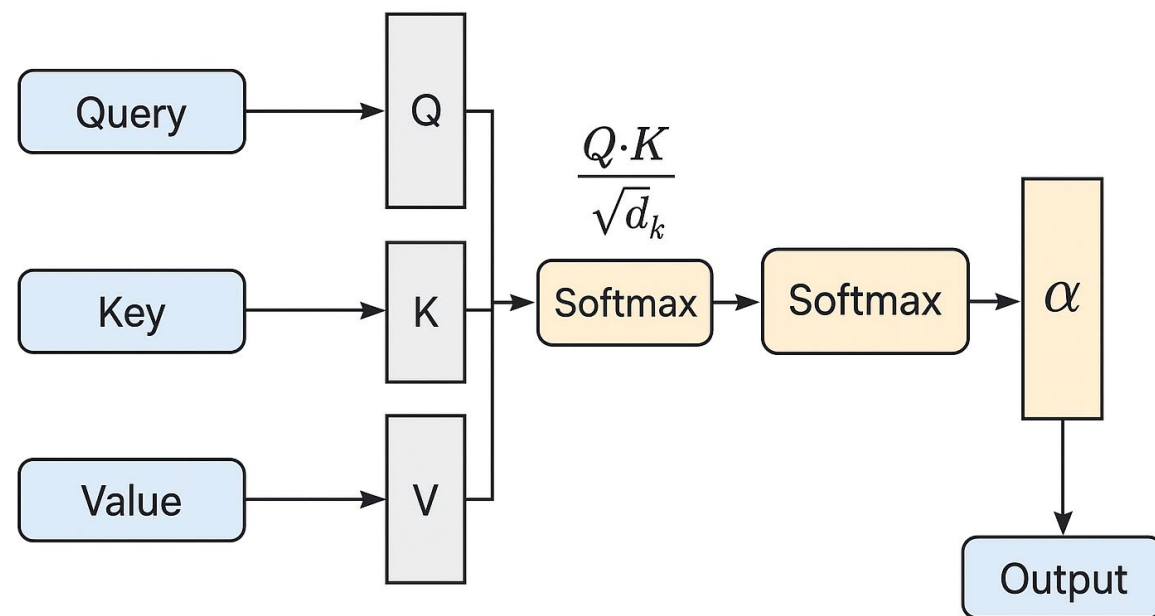 Query
Q
Key
K
Value
V
Q·K
√d_k
Softmax
Softmax
α
Output